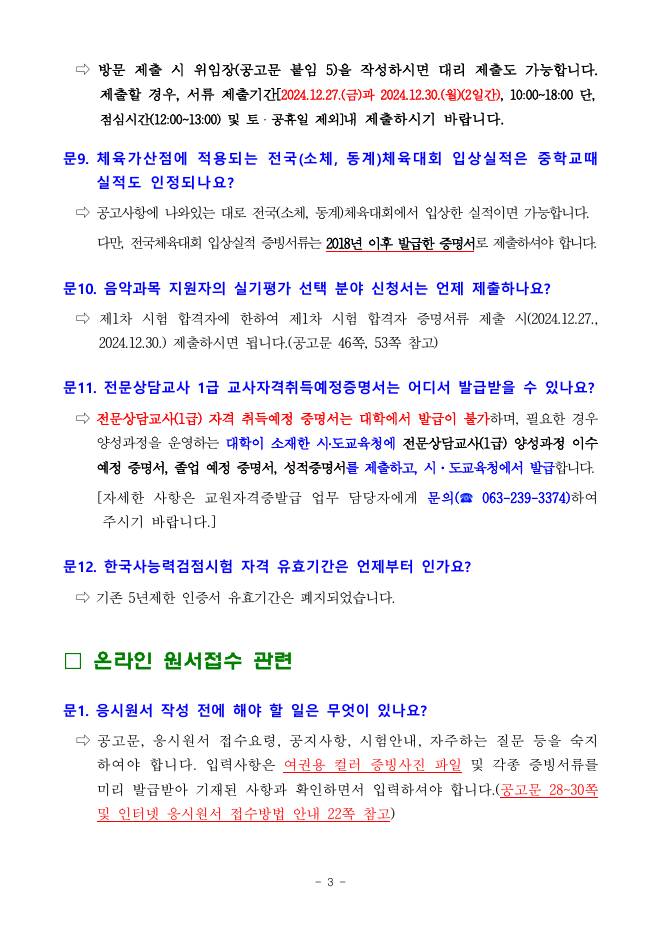 ⇨ 방문 제출 시 위임장(공고문 붙임 5)을 작성하시면 대리 제출도 가능합니다.
제출할 경우, 서류 제출기간[2024.12.27.(금)과 2024.12.30.(월)(2일간), 10:00~18:00 단,
점심시간(12:00~13:00) 및 토·공휴일 제외]내 제출하시기 바랍니다.
문9. 체육가산점에 적용되는 전국(소체, 동계)체육대회 입상실적은 중학교때
실적도 인정되나요?
⇨ 공고사항에 나와있는 대로 전국(소체, 동계)체육대회에서 입상한 실적이면 가능합니다.
다만, 전국체육대회 입상실적 증빙서류는 2018년 이후 발급한 증명서로 제출하셔야 합니다.
문10. 음악과목 지원자의 실기평가 선택 분야 신청서는 언제 제출하나요?
⇨ 제1차 시험 합격자에 한하여 제1차 시험 합격자 증명서류 제출 시(2024.12.27.,
2024.12.30.) 제출하시면 됩니다.(공고문 46쪽, 53쪽 참고)
문11. 전문상담교사 1급 교사자격취득예정증명서는 어디서 발급받을 수 있나요?
⇨ 전문상담교사(1급) 자격 취득예정 증명서는 대학에서 발급이 불가하며, 필요한 경우
양성과정을 운영하는 대학이 소재한 시·도교육청에 전문상담교사(1급) 양성과정 이수
예정 증명서, 졸업 예정 증명서, 성적증명서를 제출하고, 시·도교육청에서 발급합니다.
[자세한 사항은 교원자격증발급 업무 담당자에게 문의(☎ 063-239-3374)하여
주시기 바랍니다.]
문12. 한국사능력검점시험 자격 유효기간은 언제부터 인가요?
⇨ 기존 5년제한 인증서 유효기간은 폐지되었습니다.
□ 온라인 원서접수 관련
문1. 응시원서 작성 전에 해야 할 일은 무엇이 있나요?
⇨ 공고문, 응시원서 접수요령, 공지사항, 시험안내, 자주하는 질문 등을 숙지
하여야 합니다. 입력사항은 여권용 컬러 증빙사진 파일 및 각종 증빙서류를
미리 발급받아 기재된 사항과 확인하면서 입력하셔야 합니다.(공고문 28~30쪽
및 인터넷 응시원서 접수방법 안내 22쪽 참고)
- 3 -